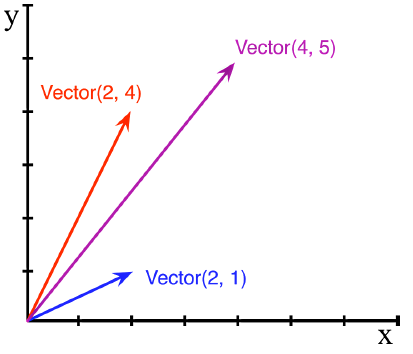 y
Vector(4, 5)
Vector(2, 4)
Vector(2, 1)
x